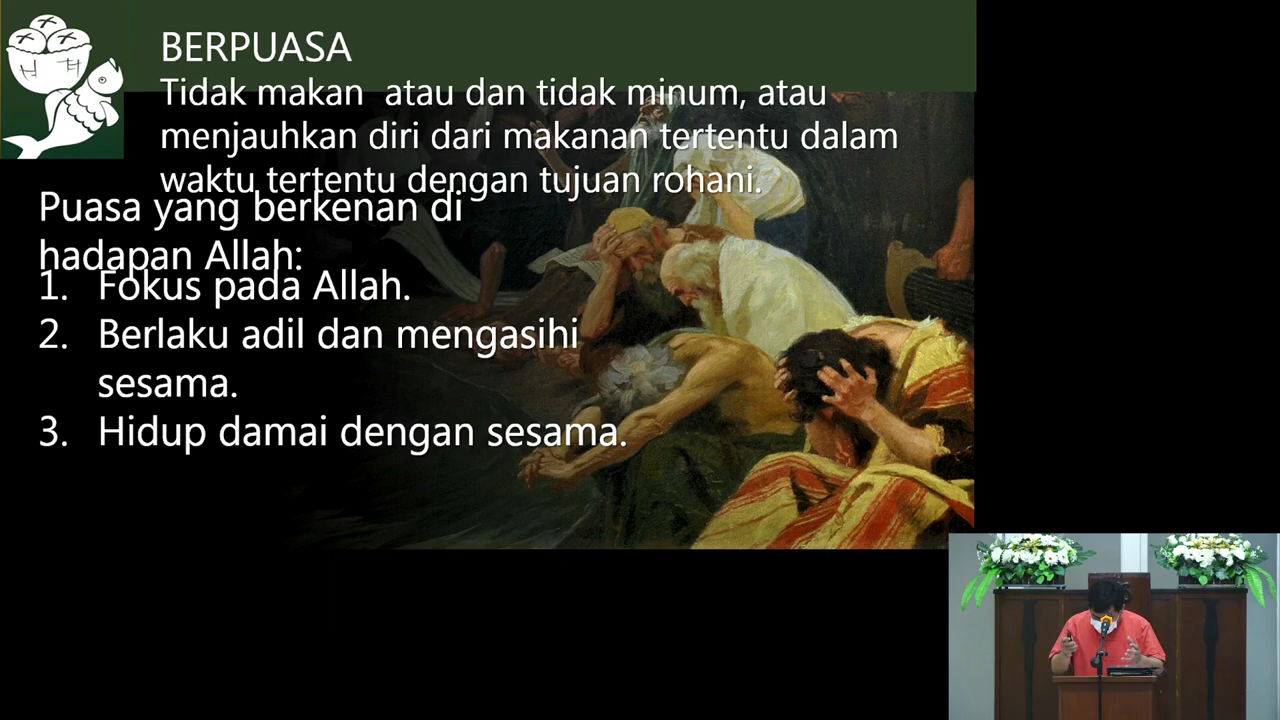 BERPUASA
Tidak makan  atau dan tidak minum, atau
menjauhkan diri dari makanan tertentu dalam
waktu tertentu dengan tujuan rohani.
Puasa yang berkenan di
hadapan Allah:
1. Fokus pada Allah.
2. Berlaku adil dan mengasihi
sesama.
3. Hidup damai dengan sesama.